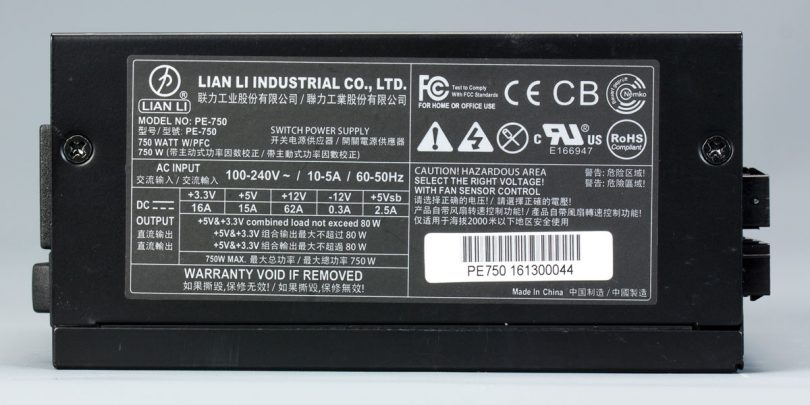 LIAN LI
®
LIAN LI INDUSTRIAL CO., LTD.
联力工业股份有限公司 / 聯力工業股份有限公司
MODEL NO: PE-750
型号/型號: PE-750
750 WATT W/PFC
750 W (带主动式功率因数校正 / 带主動式功率因數校正)
SWITCH POWER SUPPLY
开关电源供应器 / 開關電源供應器
AC INPUT
交流输入 / 交流輸入
100-240V ~ / 10-5A / 60-50Hz
DC
+3.3V +5V +12V -12V +5Vsb
16A 15A 62A 0.3A 2.5A
OUTPUT
直流输出
直流輸出
+5V&+3.3V combined load not exceed 80 W
+5V&+3.3V 组合输出最大不超过 80 W
+5V&+3.3V 組合輸出最大不超過 80 W
750W MAX. 最大总功率 / 最大總功率 750 W
WARRANTY VOID IF REMOVED
如果撕毁,保修无效! / 如果撕毀,保修無效!
FC
Test to Comply
With FCC Standards
FOR HOME OR OFFICE USE
CE CB
Nemko
c RU US
E166947
RoHS
Compliant
CAUTION! HAZARDOUS AREA
SELECT THE RIGHT VOLTAGE!
WITH FAN SENSOR CONTROL
警告: 危险区域!
警告: 危險區域!
请选择正确的电压! / 請選擇正確的電壓!
产品自带风扇转速控制功能! / 產品自帶風扇轉速控制功能!
仅适用于海拔2000米以下地区安全使用
PE750 161300044
Made In China / 中国制造 / 中國製造